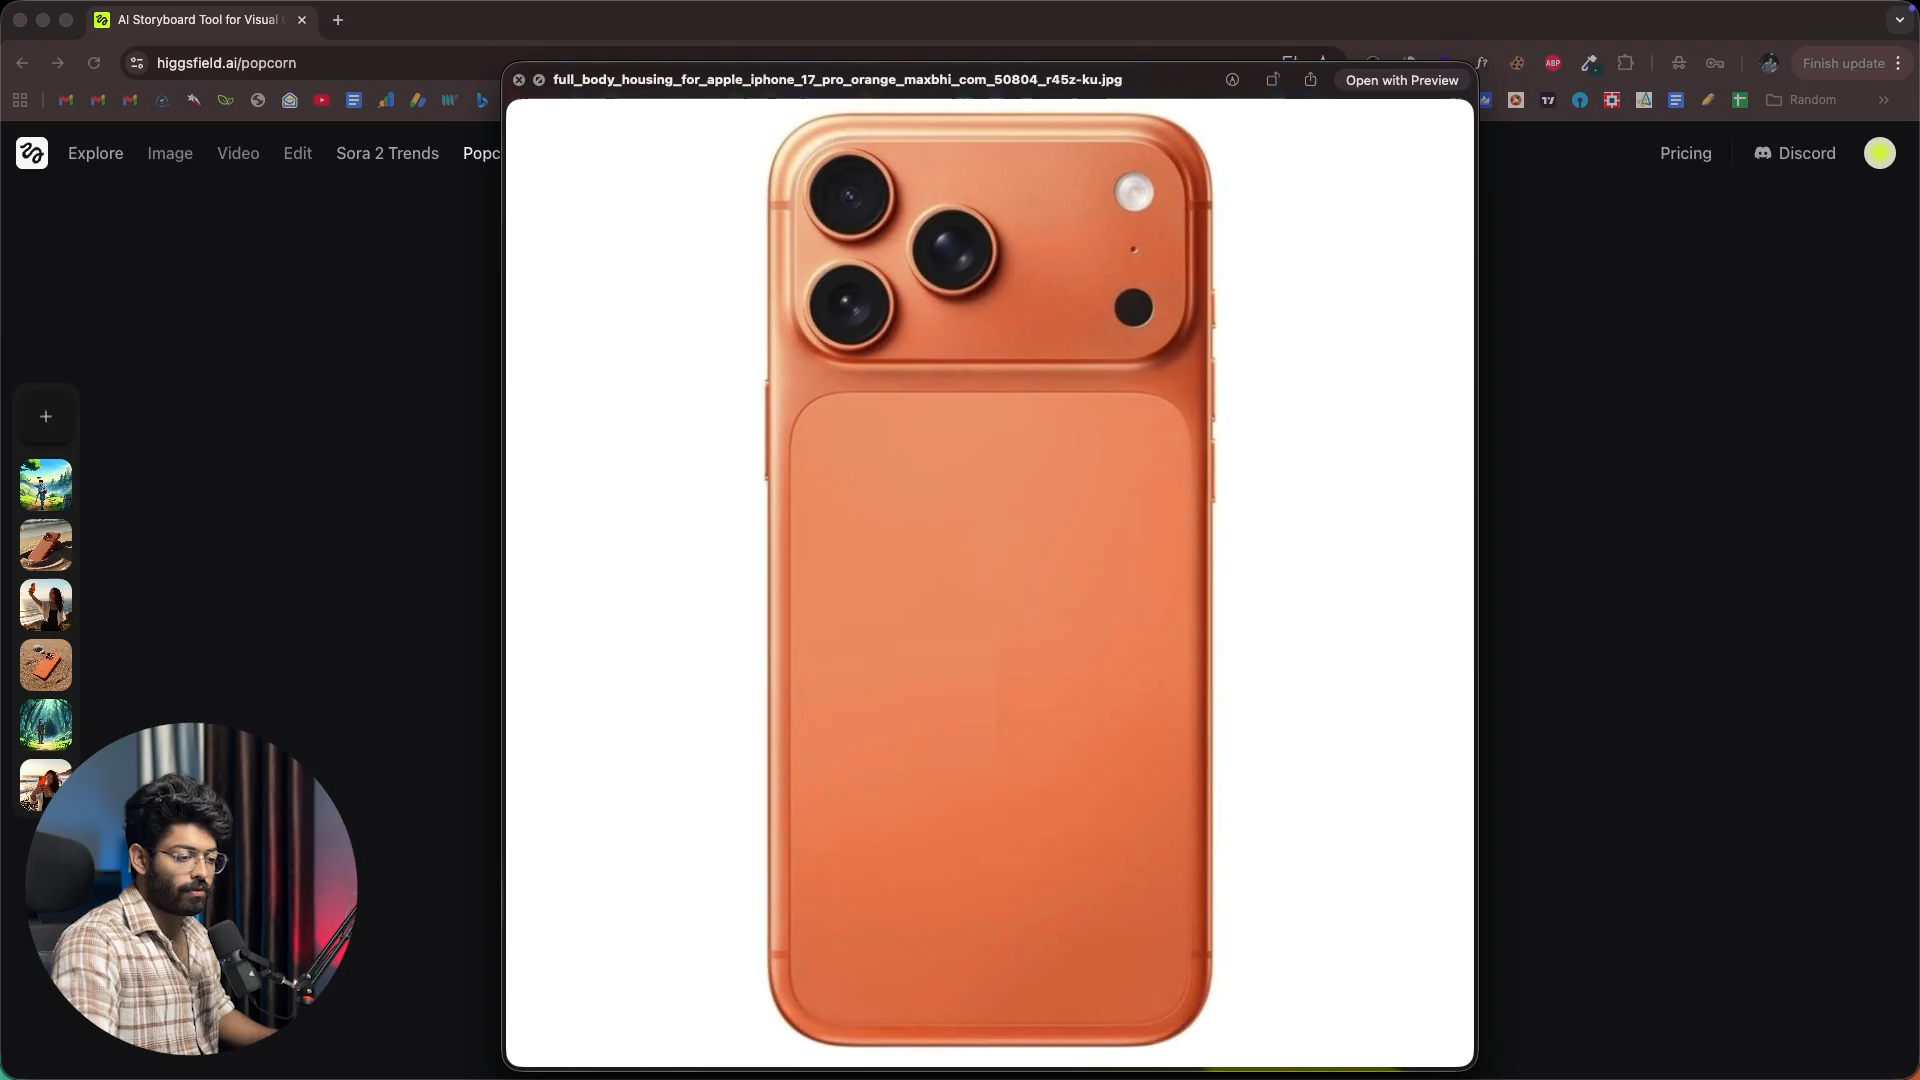 AI Storyboard Tool for Visual
higgsfield.ai/popcorn
Finish update
full_body_housing_for_apple_iphone_17_pro_orange_maxbhi_com_50804_r45z-ku.jpg
Open with Preview
ABP
Random
Explore
Image
Video
Edit
Sora 2 Trends
Popc
Pricing
Discord